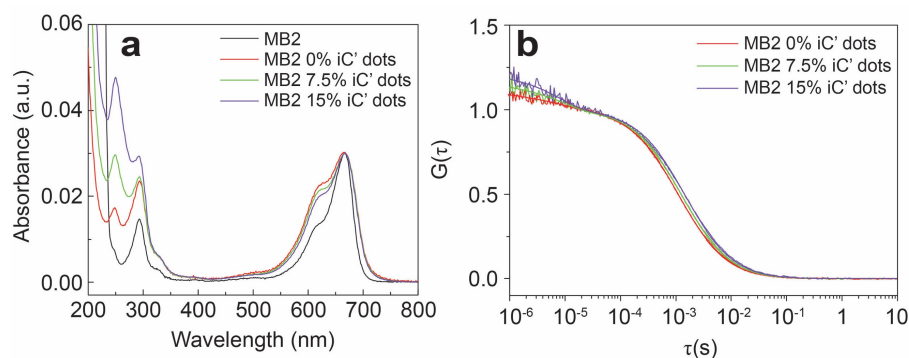 a
MB2
MB2 0% iC' dots
MB2 7.5% iC' dots
MB2 15% iC' dots
0.06
0.04
0.02
0.00
Absorbance (a.u.)
200 300 400 500 600 700 800
Wavelength (nm)
b
MB2 0% iC' dots
MB2 7.5% iC' dots
MB2 15% iC' dots
1.5
1.0
0.5
0.0
G(τ)
10⁻⁶ 10⁻⁵ 10⁻⁴ 10⁻³ 10⁻² 10⁻¹ 1 10
τ(s)